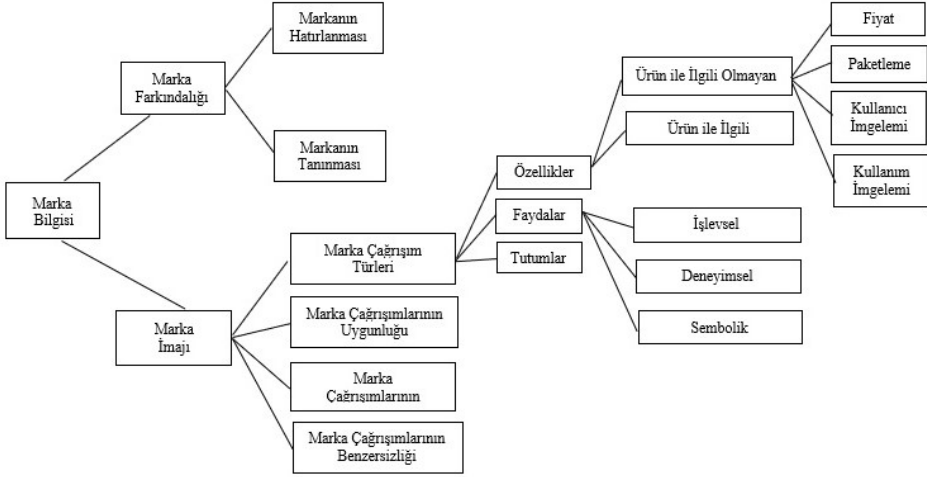 Markanın
Hatırlanması
Marka
Farkındalığı
Markanın
Tanınması
Marka
Bilgisi
Marka
İmajı
Marka Çağrışım
Türleri
Marka Çağrışımlarının
Uygunluğu
Marka
Çağrışımlarının
Marka Çağrışımlarının
Benzersizliği
Özellikler
Faydalar
Tutumlar
Ürün ile İlgili Olmayan
Ürün ile İlgili
İşlevsel
Deneyimsel
Sembolik
Fiyat
Paketleme
Kullanıcı
İmgelemi
Kullanım
İmgelemi